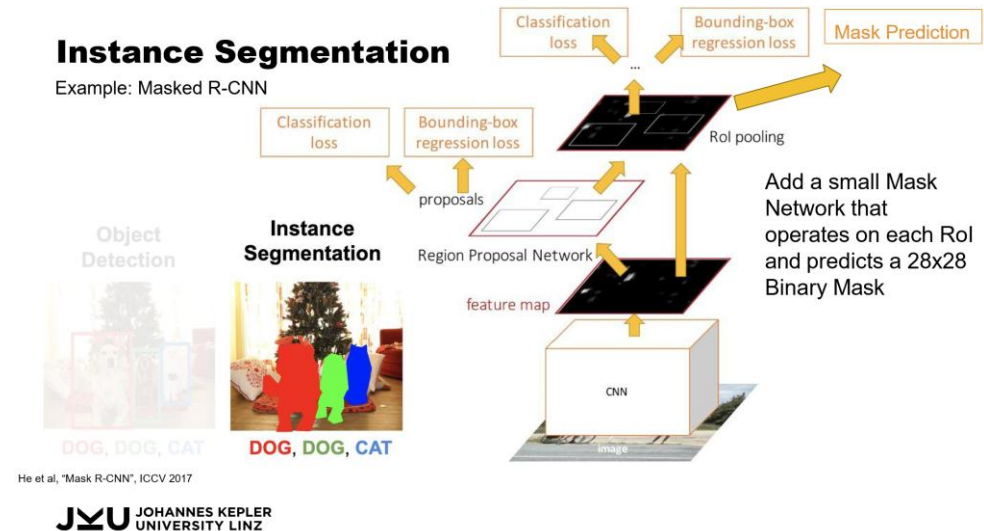 Instance Segmentation
Example: Masked R-CNN
Classification
loss
Bounding-box
regression loss
Mask Prediction
...
RoI pooling
Classification
loss
Bounding-box
regression loss
proposals
Region Proposal Network
feature map
CNN
image
Add a small Mask
Network that
operates on each RoI
and predicts a 28x28
Binary Mask
Object
Detection
DOG, DOG, CAT
Instance
Segmentation
DOG, DOG, CAT
He et al, "Mask R-CNN", ICCV 2017
JKU JOHANNES KEPLER
UNIVERSITY LINZ